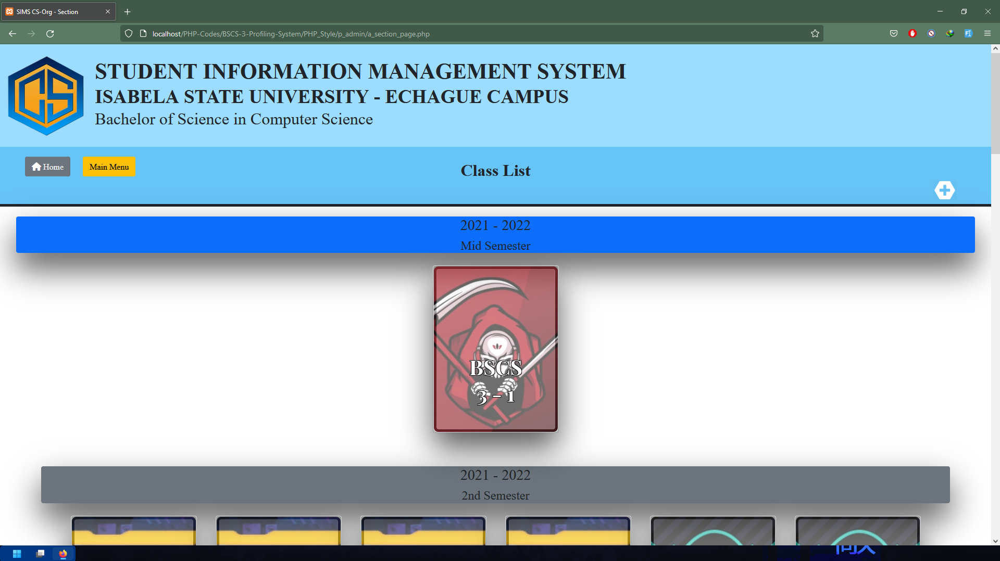 SIMS CS-Org - Section
localhost/PHP-Codes/BSCS-3-Profiling-System/PHP_Style/p_admin/a_section_page.php
CS
STUDENT INFORMATION MANAGEMENT SYSTEM
ISABELA STATE UNIVERSITY - ECHAGUE CAMPUS
Bachelor of Science in Computer Science
Home
Main Menu
Class List
2021 - 2022
Mid Semester
BSCS
3 - 1
2021 - 2022
2nd Semester